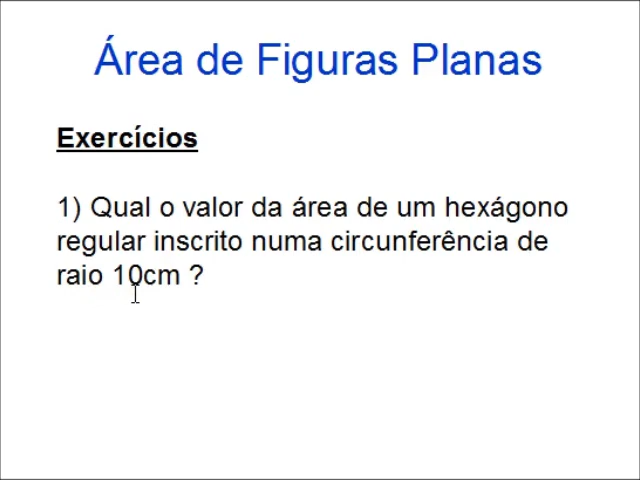 Área de Figuras Planas
Exercícios
1) Qual o valor da área de um hexágono
regular inscrito numa circunferência de
raio 10cm ?